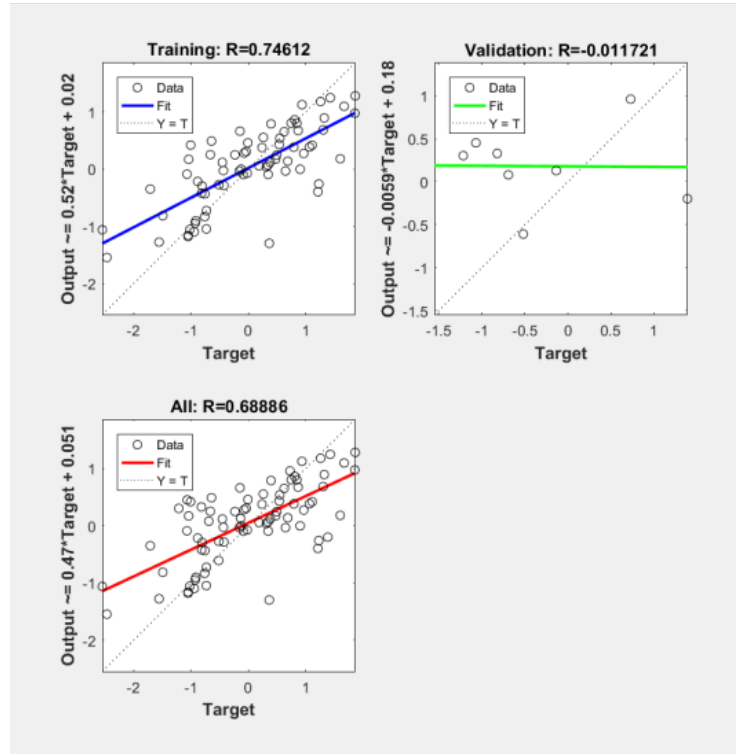 Training: R=0.74612
Output ~= 0.52*Target + 0.02
Data
Fit
Y = T
1
0
-1
-2
-2
-1
0
1
Target
Validation: R=-0.011721
Output ~= -0.0059*Target + 0.18
Data
Fit
Y = T
1
0.5
0
-0.5
-1
-1.5
-1.5
-1
-0.5
0
0.5
1
Target
All: R=0.68886
Output ~= 0.47*Target + 0.051
Data
Fit
Y = T
1
0
-1
-2
-2
-1
0
1
Target